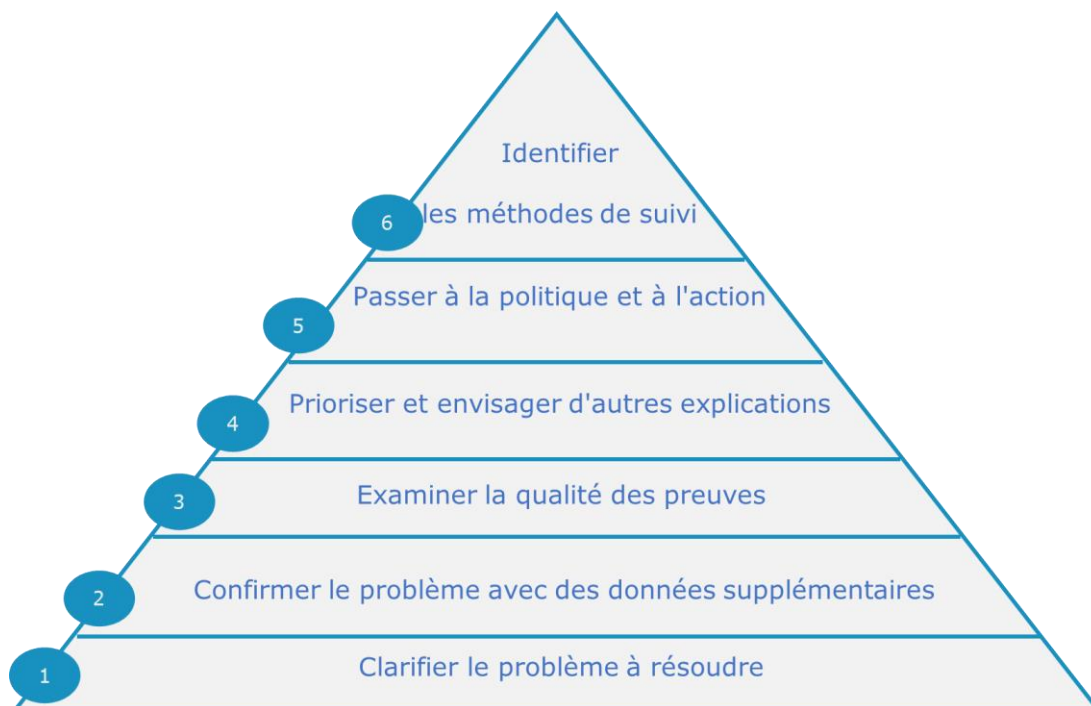 Identifier
6 les méthodes de suivi
5 Passer à la politique et à l'action
4 Prioriser et envisager d'autres explications
3 Examiner la qualité des preuves
2 Confirmer le problème avec des données supplémentaires
1 Clarifier le problème à résoudre